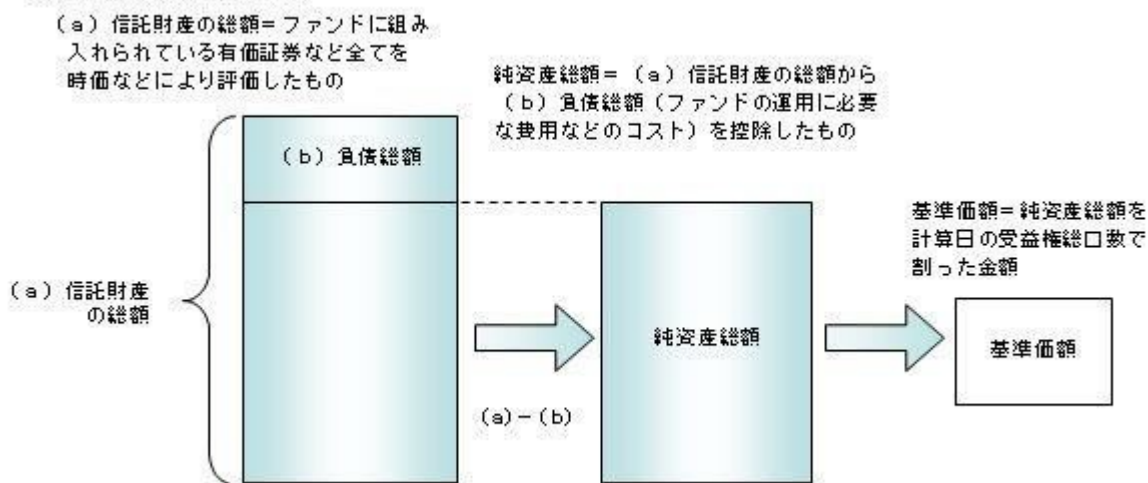 (a)信託財産の総額=ファンドに組み
入れられている有価証券など全てを
時価などにより評価したもの
純資産総額=(a)信託財産の総額から
(b)負債総額(ファンドの運用に必要
な費用などのコスト)を控除したもの
(b)負債総額
基準価額=純資産総額を
計算日の受益権総口数で
割った金額
(a)信託財産
の総額
純資産総額
基準価額
(a)-(b)